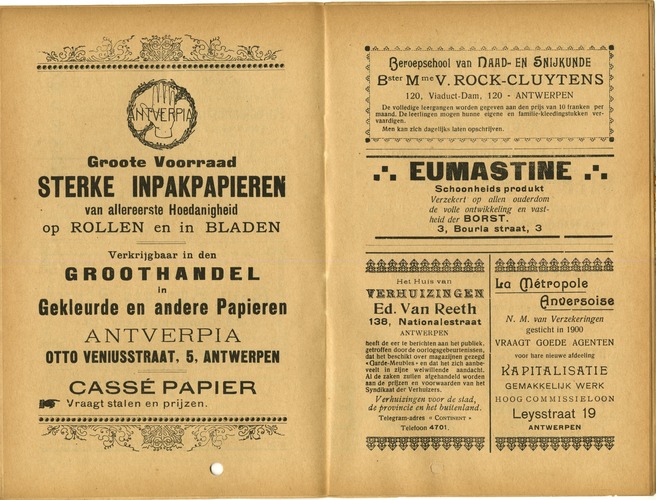 ANTVERPIA
Groote Voorraad
STERKE INPAKPAPIEREN
van allereerste Hoedanigheid
op ROLLEN en in BLADEN
Verkrijgbaar in den
GROOTHANDEL
in
Gekleurde en andere Papieren
ANTVERPIA
OTTO VENIUSSTRAAT, 5, ANTWERPEN
CASSÉ PAPIER
Vraagt stalen en prijzen.
Beroepschool van NAAD- EN SNIJKUNDE
Bster Mme V. ROCK-CLUYTENS
120, Viaduct-Dam, 120 - ANTWERPEN
De volledige leergangen worden gegeven aan den prijs van 10 franken per
maand. De leerlingen mogen hunne eigene en familie-kleedingstukken ver-
vaardigen.
Men kan zich dagelijks laten opschrijven.
EUMASTINE
Schoonheids produkt
Verzekert op allen ouderdom
de volle ontwikkeling en vast-
heid der BORST.
3, Bourla straat, 3
Het Huis van
VERHUIZINGEN
Ed. Van Reeth
138, Nationalestraat
ANTWERPEN
heeft de eer te berichten aan het publiek,
getroffen door de oorlogsgebeurtenissen,
dat het beschikt over magazijnen gezegd
«Garde-Meubles» en dat het zich aanbe-
veelt in zijne welwillende aandacht.
Al de zaken zullen afgehandeld worden
aan de prijzen en voorwaarden van het
Syndikaat der Verhuizers.
Verhuizingen voor de stad,
de provincie en het buitenland.
Telegram-adres « CONTINENT »
Telefoon 4701.
La Métropole
Anversoise
N. M. van Verzekeringen
gesticht in 1900
VRAAGT GOEDE AGENTEN
voor hare nieuwe afdeeling
KAPITALISATIE
GEMAKKELIJK WERK
HOOG COMMISSIELOON
Leysstraat 19
ANTWERPEN